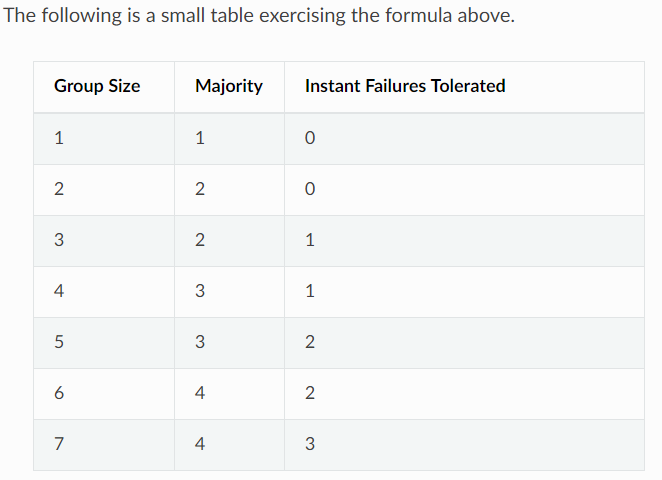 The following is a small table exercising the formula above.
Group Size Majority Instant Failures Tolerated
1 1 0
2 2 0
3 2 1
4 3 1
5 3 2
6 4 2
7 4 3